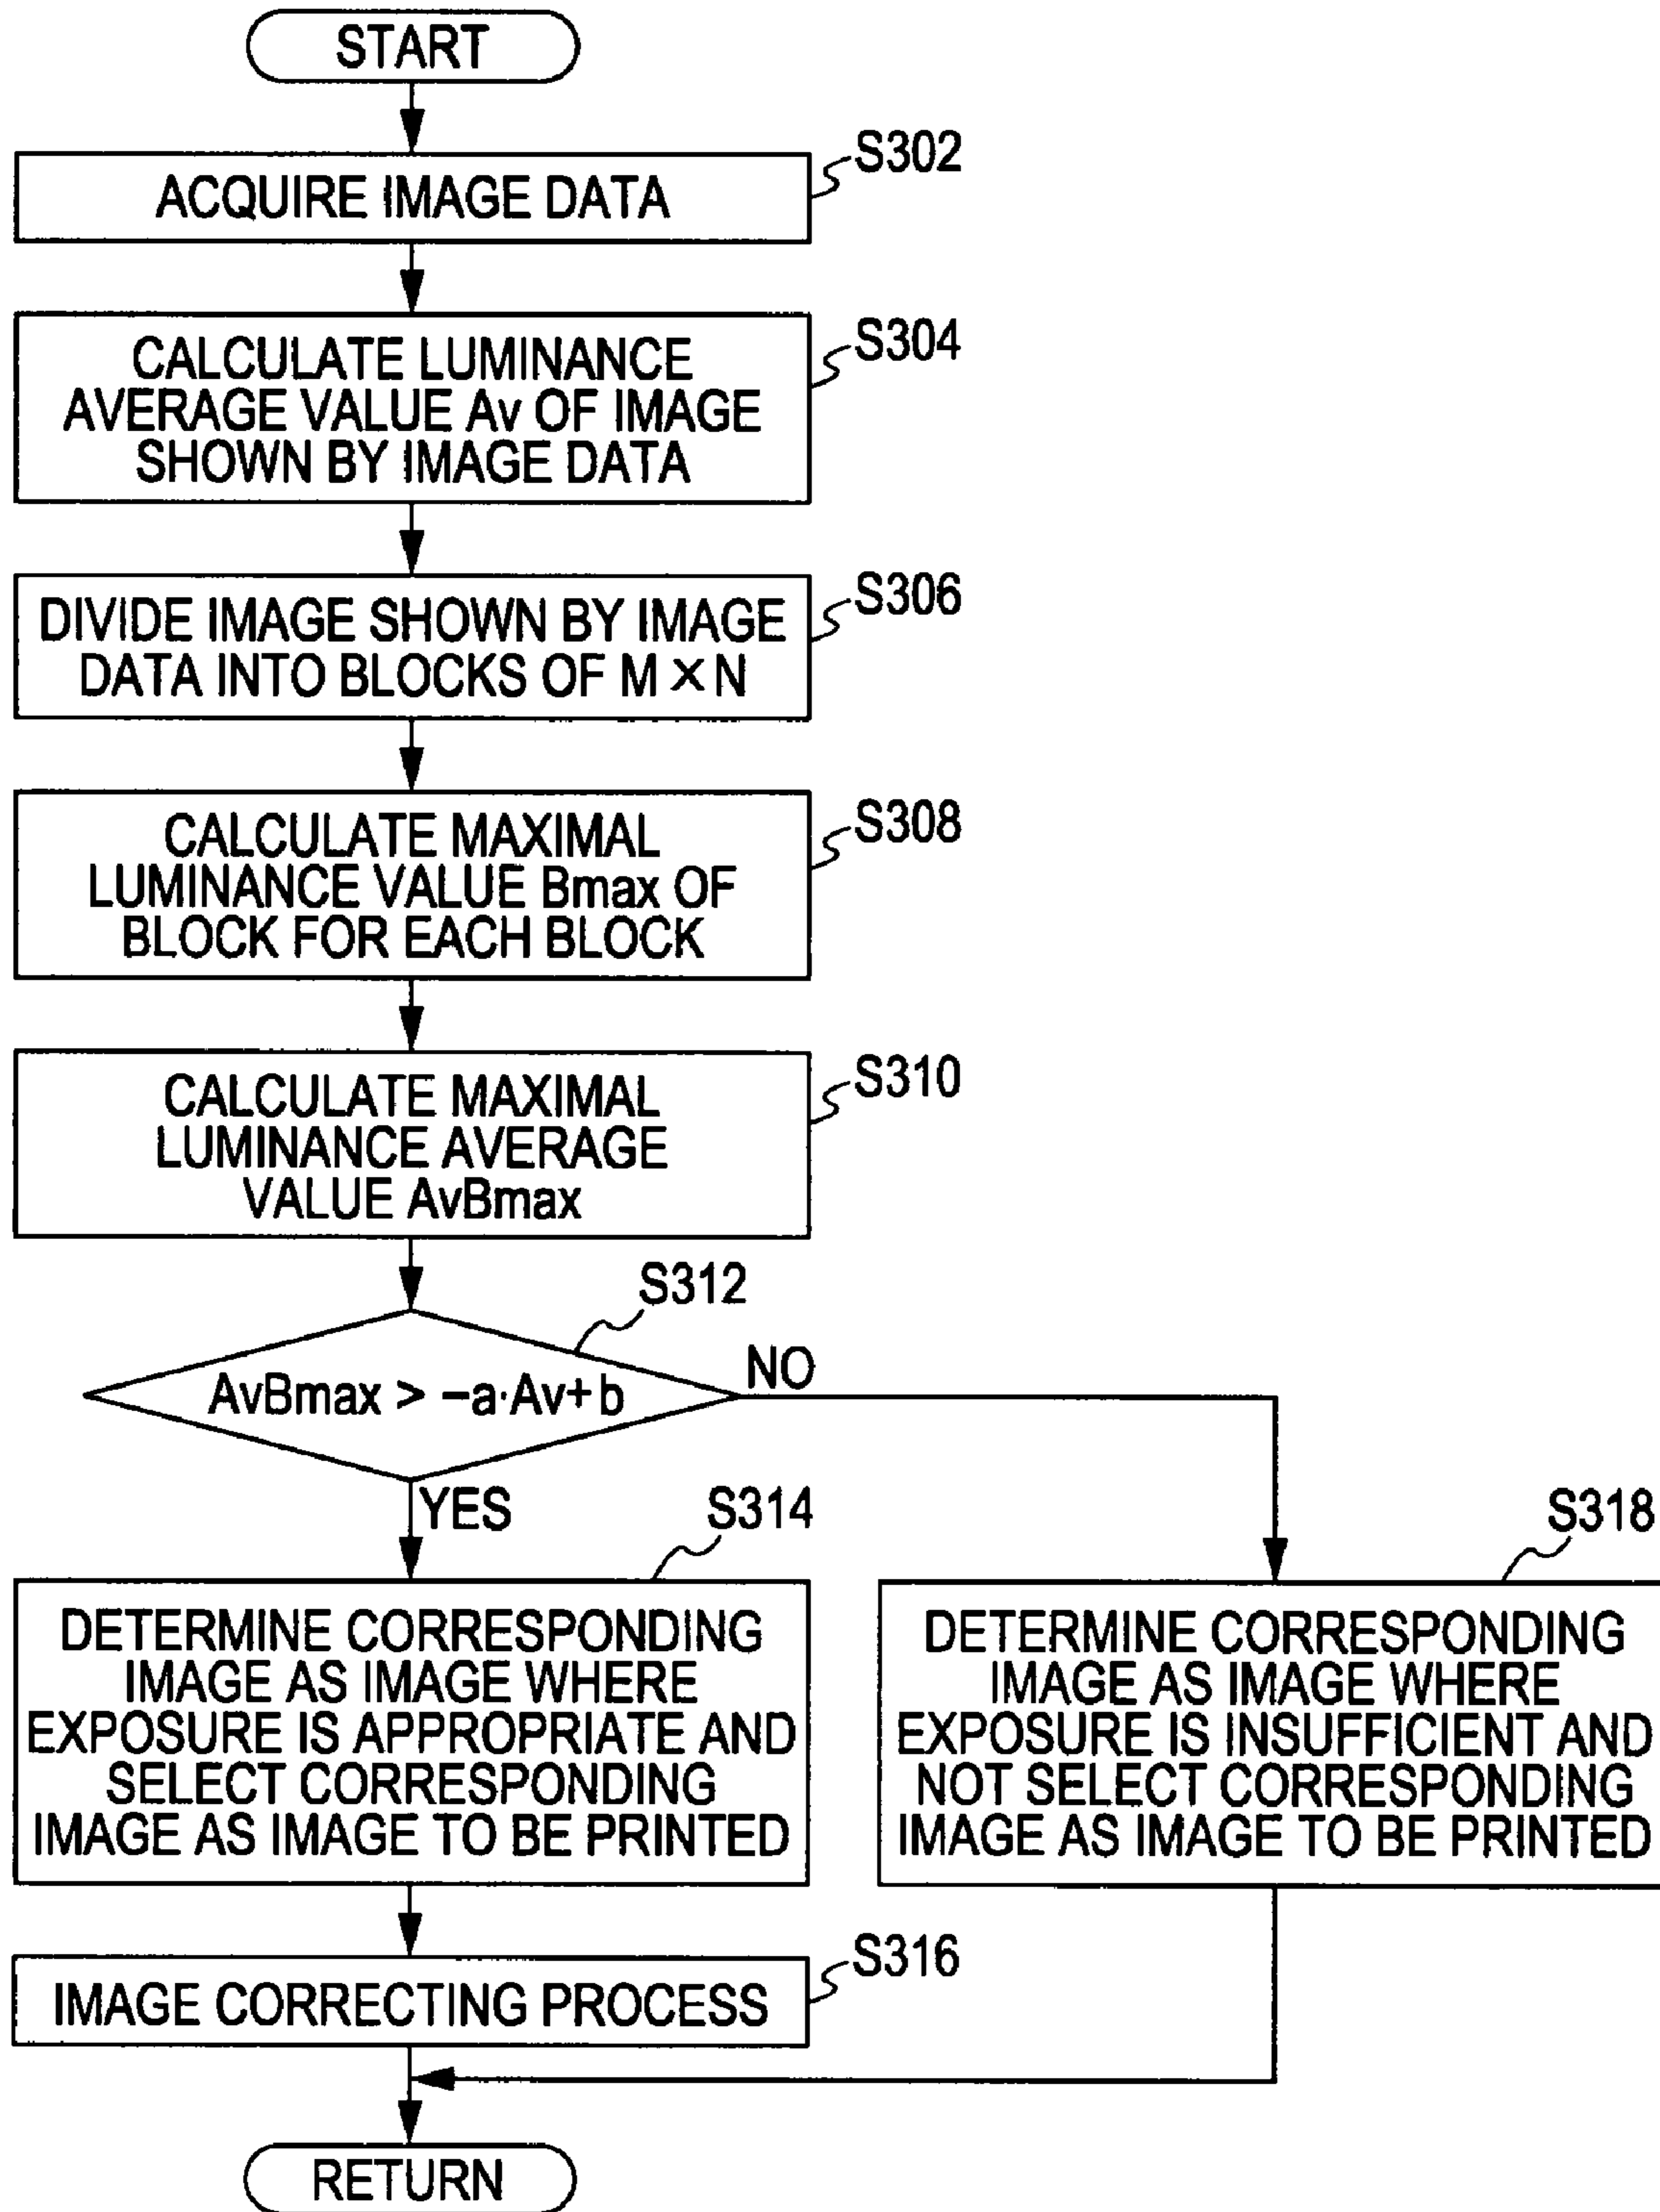 START
S302
ACQUIRE IMAGE DATA
S304
CALCULATE LUMINANCE
AVERAGE VALUE Av OF IMAGE
SHOWN BY IMAGE DATA
S306
DIVIDE IMAGE SHOWN BY IMAGE
DATA INTO BLOCKS OF M × N
S308
CALCULATE MAXIMAL
LUMINANCE VALUE Bmax OF
BLOCK FOR EACH BLOCK
S310
CALCULATE MAXIMAL
LUMINANCE AVERAGE
VALUE AvBmax
S312
AvBmax > –a·Av+b
NO
YES
S314
DETERMINE CORRESPONDING
IMAGE AS IMAGE WHERE
EXPOSURE IS APPROPRIATE AND
SELECT CORRESPONDING
IMAGE AS IMAGE TO BE PRINTED
S318
DETERMINE CORRESPONDING
IMAGE AS IMAGE WHERE
EXPOSURE IS INSUFFICIENT AND
NOT SELECT CORRESPONDING
IMAGE AS IMAGE TO BE PRINTED
S316
IMAGE CORRECTING PROCESS
RETURN